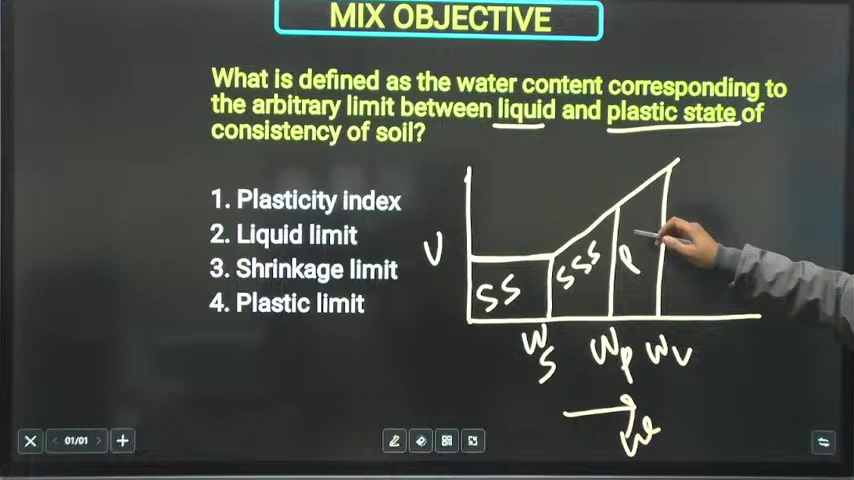 MIX OBJECTIVE
What is defined as the water content corresponding to
the arbitrary limit between liquid and plastic state of
consistency of soil?
1. Plasticity index
2. Liquid limit
3. Shrinkage limit
4. Plastic limit
V
SS
SSS
P
WS
WP
WV
W
01/01